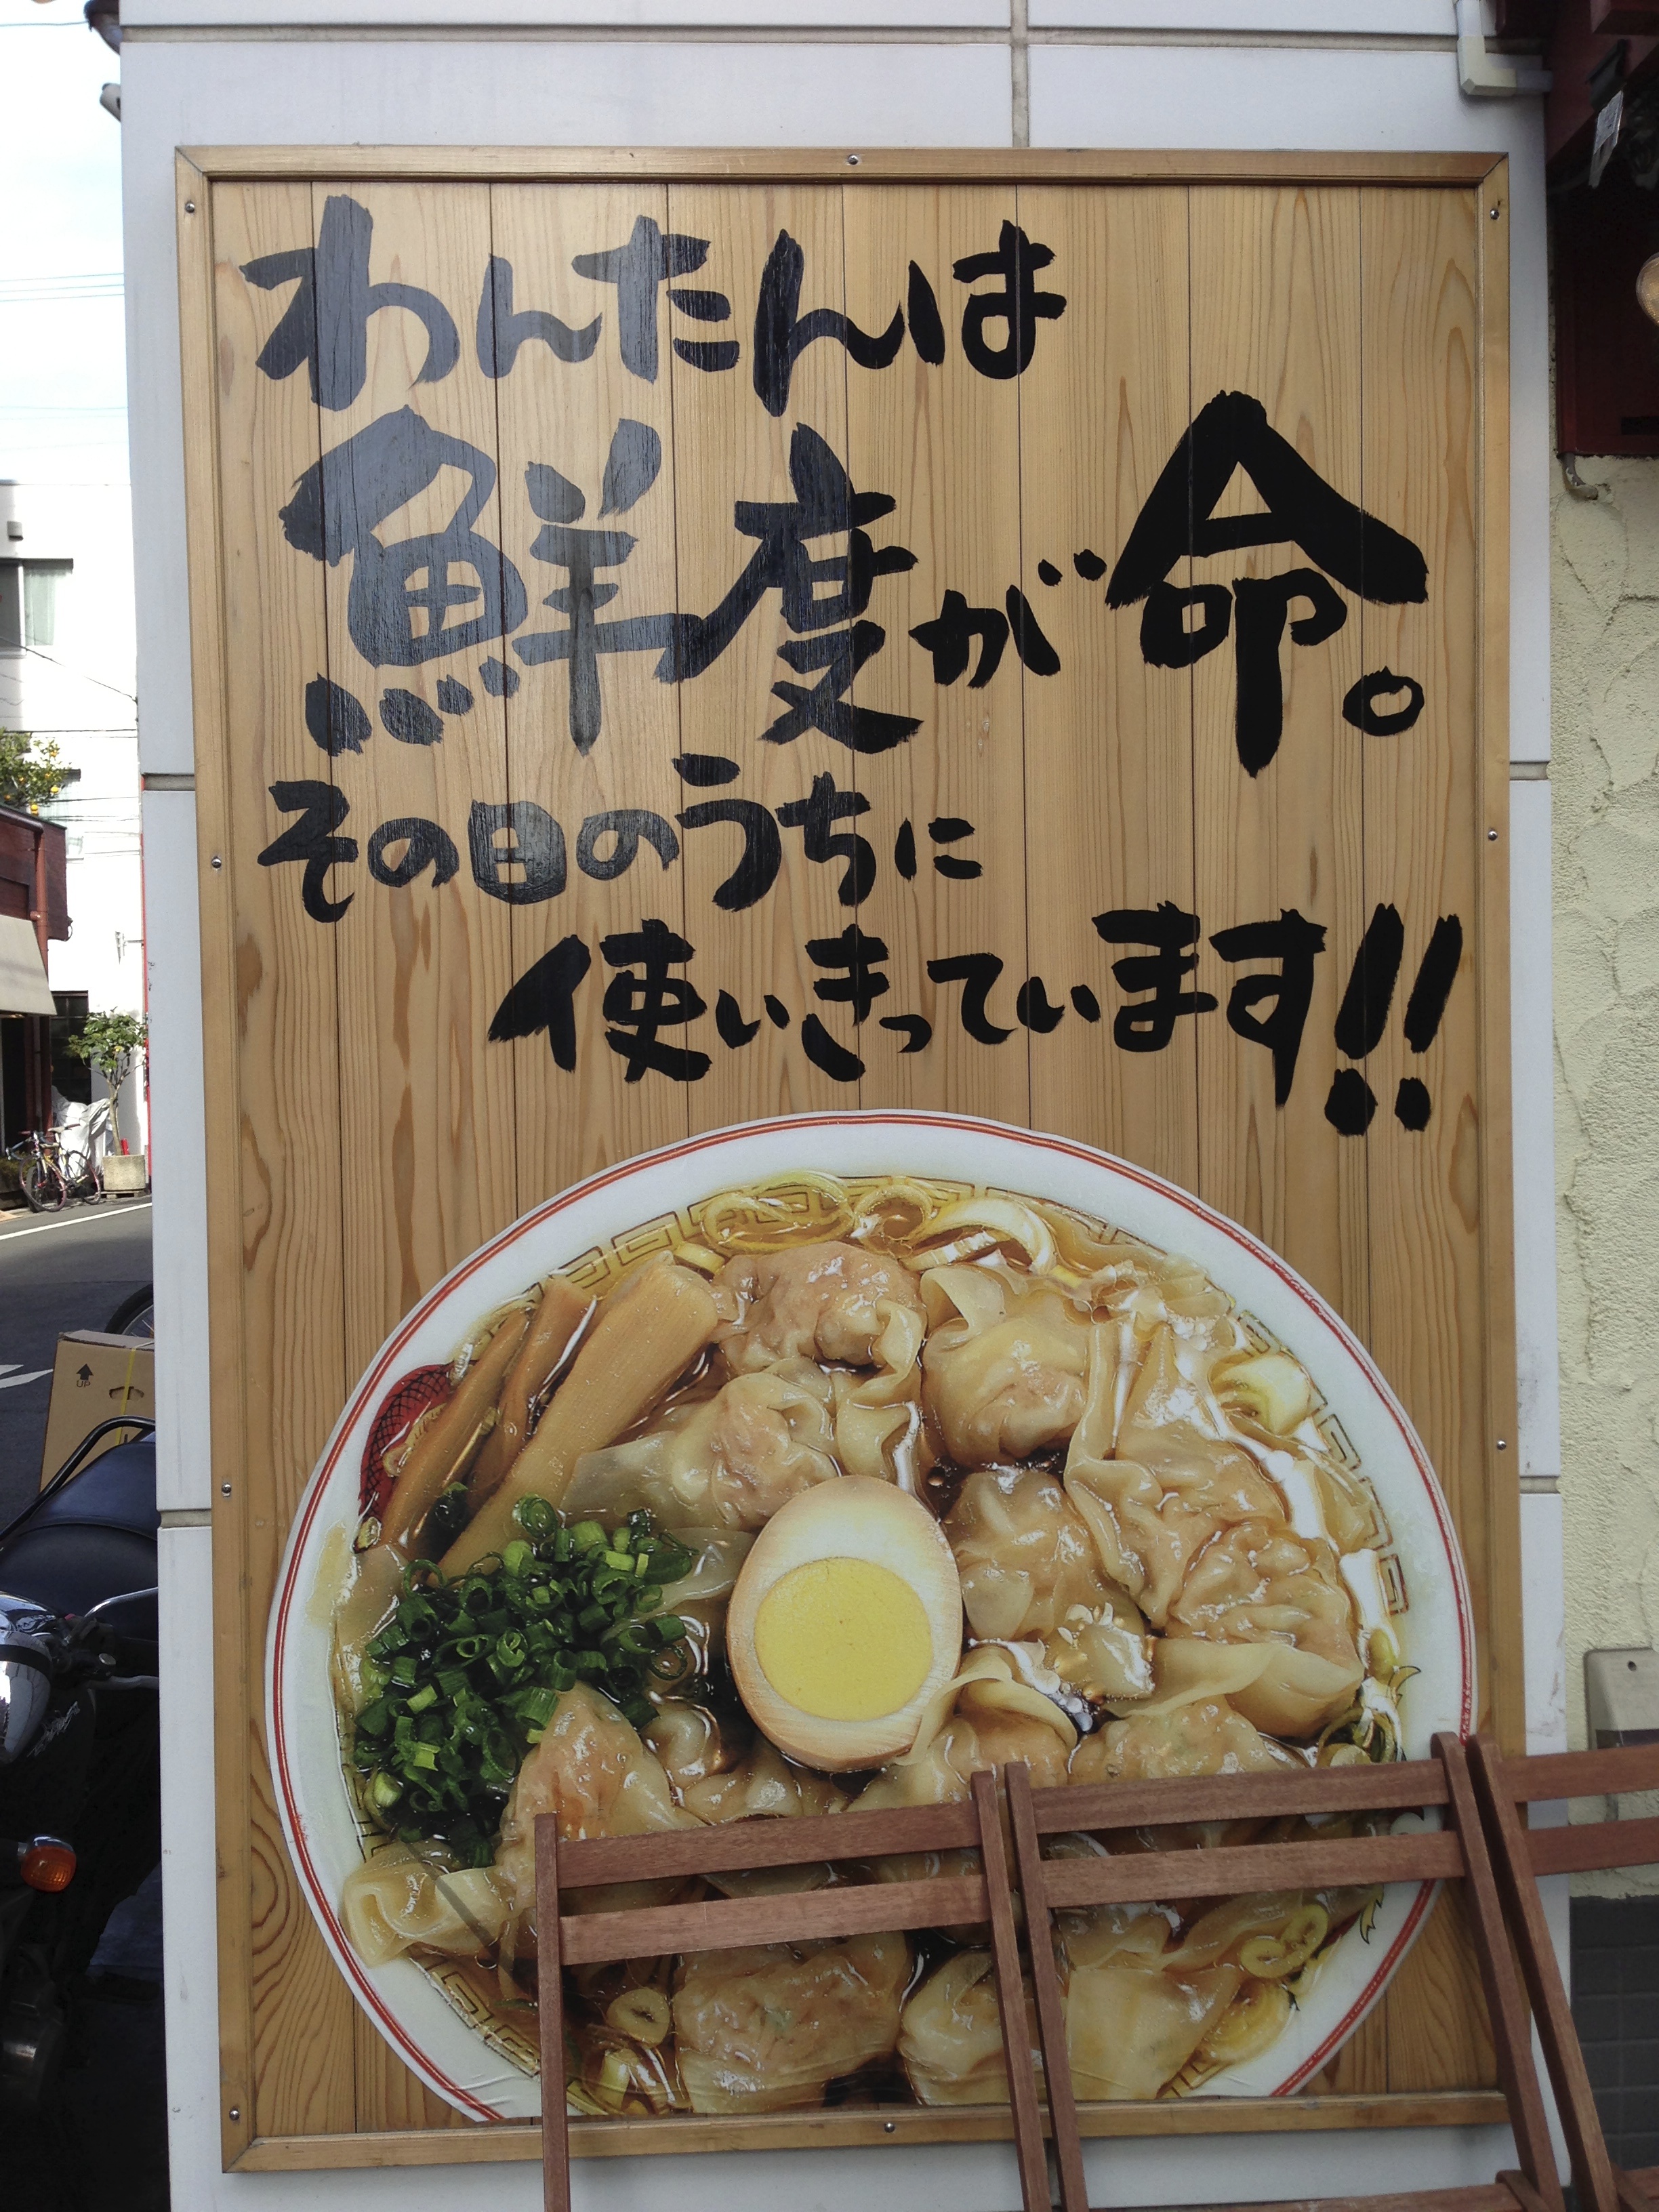 わんたんは
鮮度が命。
その日のうちに
使いきっています!!
UP